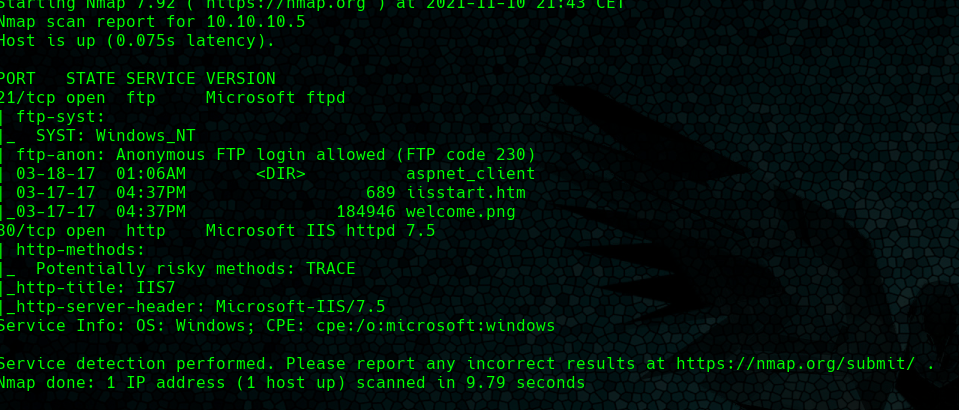 Starting Nmap 7.92 ( https://nmap.org ) at 2021-11-10 21:43 CET
Nmap scan report for 10.10.10.5
Host is up (0.075s latency).
PORT   STATE SERVICE VERSION
21/tcp open  ftp     Microsoft ftpd
| ftp-syst:
|_  SYST: Windows_NT
| ftp-anon: Anonymous FTP login allowed (FTP code 230)
| 03-18-17  01:06AM       <DIR>          aspnet_client
| 03-17-17  04:37PM                  689 iisstart.htm
|_03-17-17  04:37PM               184946 welcome.png
80/tcp open  http    Microsoft IIS httpd 7.5
| http-methods:
|_  Potentially risky methods: TRACE
|_http-title: IIS7
|_http-server-header: Microsoft-IIS/7.5
Service Info: OS: Windows; CPE: cpe:/o:microsoft:windows
Service detection performed. Please report any incorrect results at https://nmap.org/submit/ .
Nmap done: 1 IP address (1 host up) scanned in 9.79 seconds